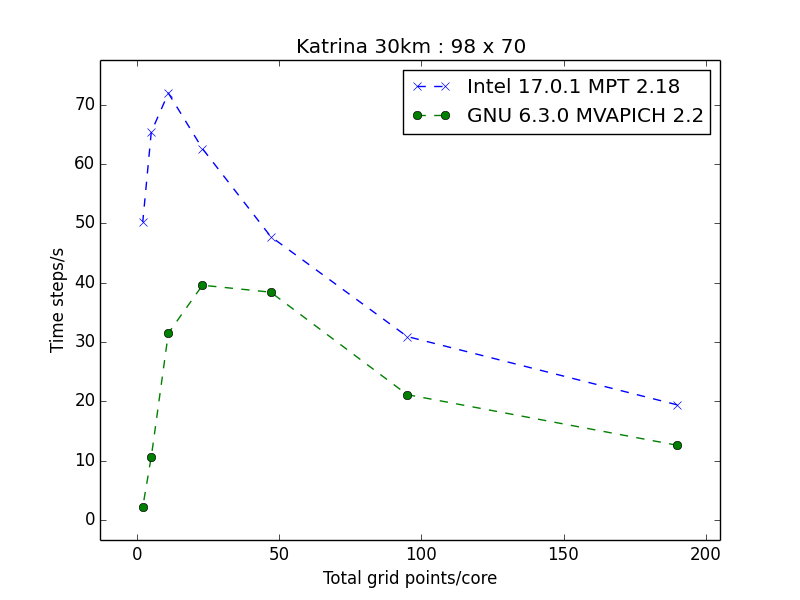 Katrina 30km : 98 x 70
Intel 17.0.1 MPT 2.18
GNU 6.3.0 MVAPICH 2.2
70
60
50
40
30
20
10
0
Time steps/s
0 50 100 150 200
Total grid points/core